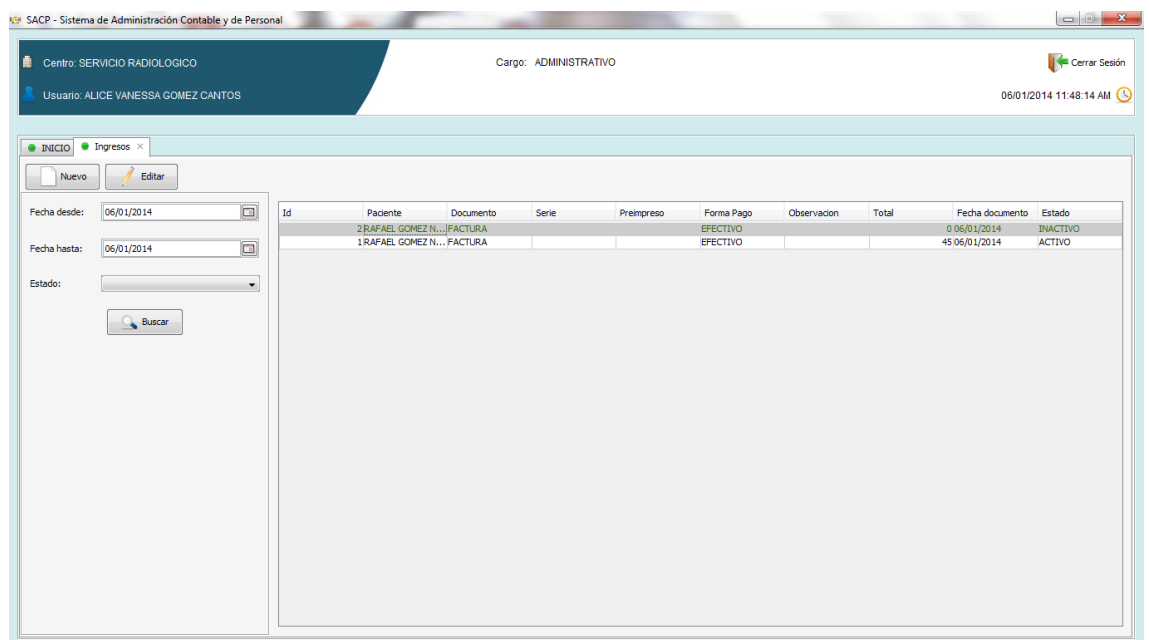 SACP - Sistema de Administración Contable y de Personal
Centro: SERVICIO RADIOLOGICO
Cargo: ADMINISTRATIVO
Cerrar Sesión
Usuario: ALICE VANESSA GOMEZ CANTOS
06/01/2014 11:48:14 AM
INICIO Ingresos
Nuevo Editar
Fecha desde: 06/01/2014
Fecha hasta: 06/01/2014
Estado:
Buscar
Id Paciente Documento Serie Preimpreso Forma Pago Observacion Total Fecha documento Estado
2 RAFAEL GOMEZ N... FACTURA EFECTIVO 0 06/01/2014 INACTIVO
1 RAFAEL GOMEZ N... FACTURA EFECTIVO 45 06/01/2014 ACTIVO